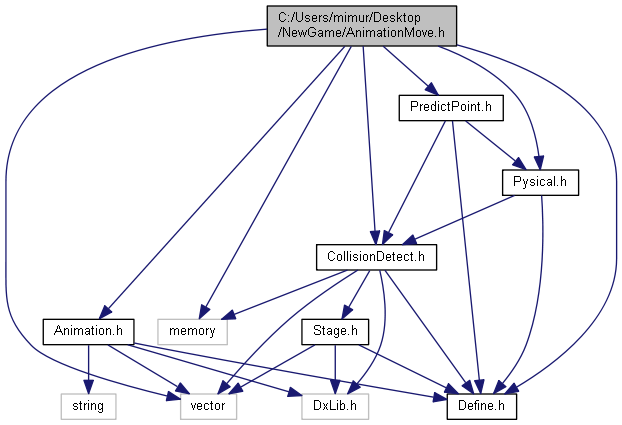 C:/Users/mimur/Desktop
/NewGame/AnimationMove.h
PredictPoint.h
Pysical.h
CollisionDetect.h
Animation.h
memory
Stage.h
string
vector
DxLib.h
Define.h